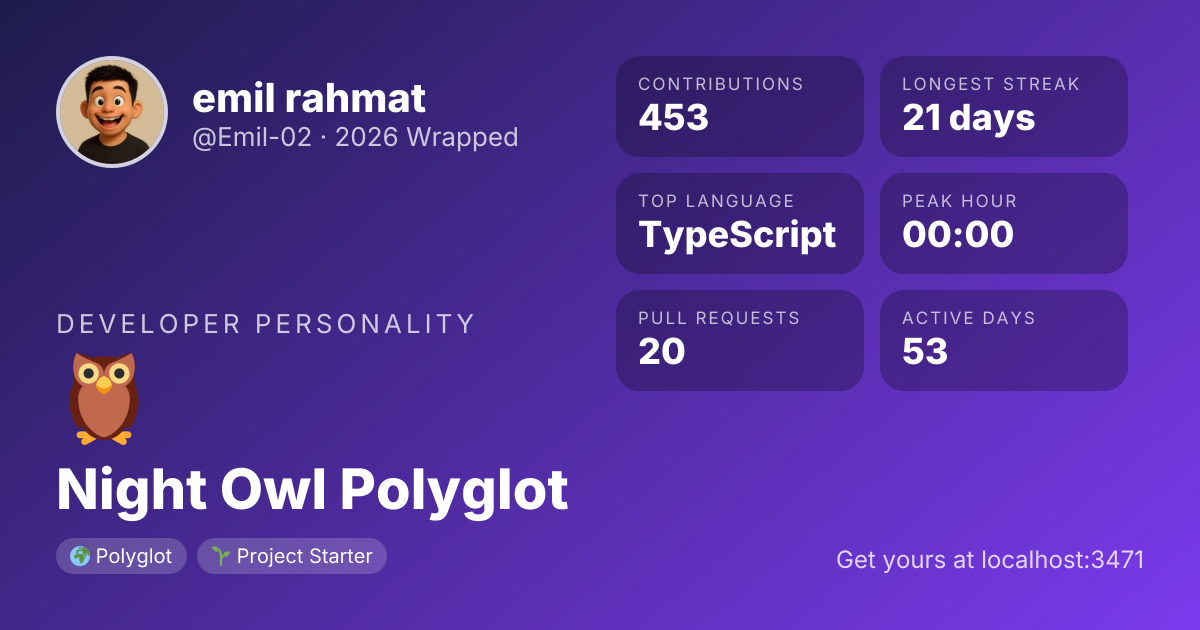 emil rahmat
@Emil-02 · 2026 Wrapped
DEVELOPER PERSONALITY
Night Owl Polyglot
Polyglot
Project Starter
CONTRIBUTIONS
453
LONGEST STREAK
21 days
TOP LANGUAGE
TypeScript
PEAK HOUR
00:00
PULL REQUESTS
20
ACTIVE DAYS
53
Get yours at localhost:3471